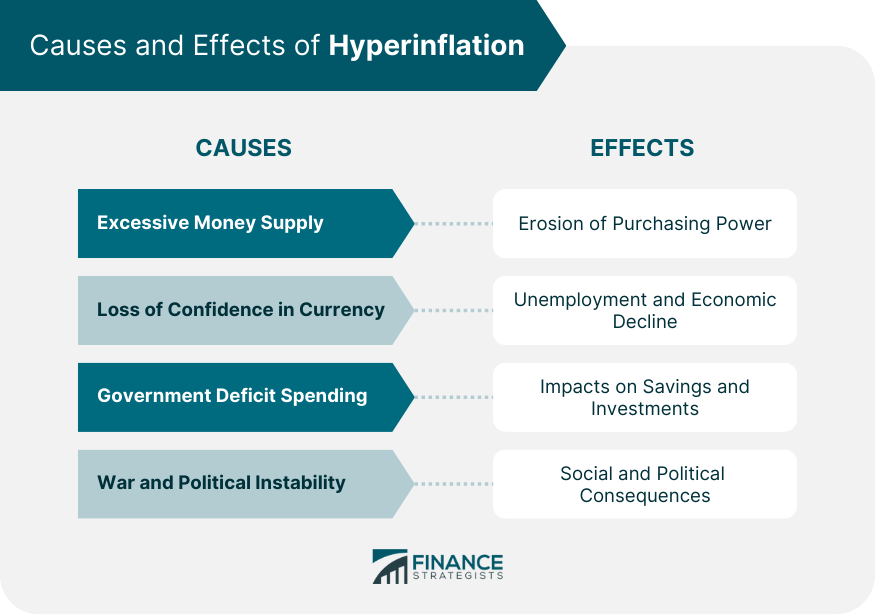 Causes and Effects of Hyperinflation
CAUSES
EFFECTS
Excessive Money Supply
Erosion of Purchasing Power
Loss of Confidence in Currency
Unemployment and Economic
Decline
Government Deficit Spending
Impacts on Savings and
Investments
War and Political Instability
Social and Political
Consequences
FINANCE
STRATEGISTS